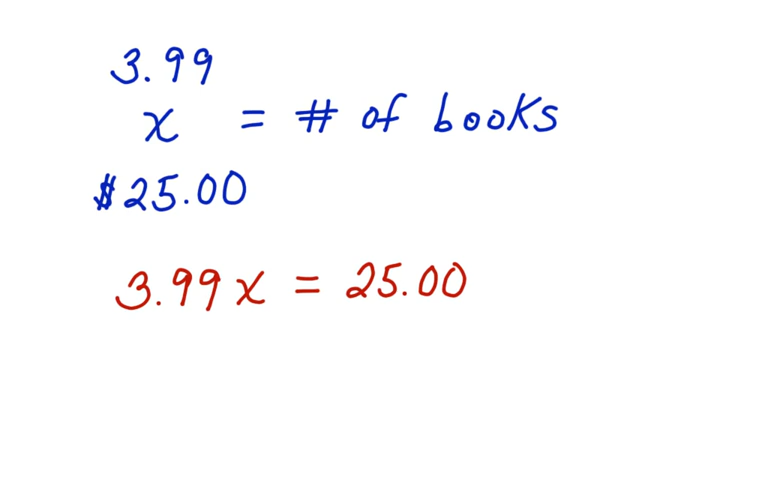 3.99
x = # of books
$25.00
3.99x = 25.00